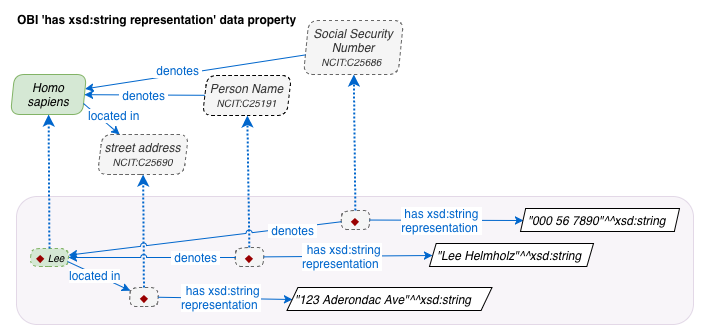 OBI 'has xsd:string representation' data property
Social Security
Number
NCIT:C25686
denotes
Homo
sapiens
denotes
Person Name
NCIT:C25191
located in
street address
NCIT:C25690
has xsd:string
representation
"000 56 7890"^^xsd:string
denotes
Lee
denotes
has xsd:string
representation
"Lee Helmholz"^^xsd:string
located in
has xsd:string
representation
"123 Aderondac Ave"^^xsd:string